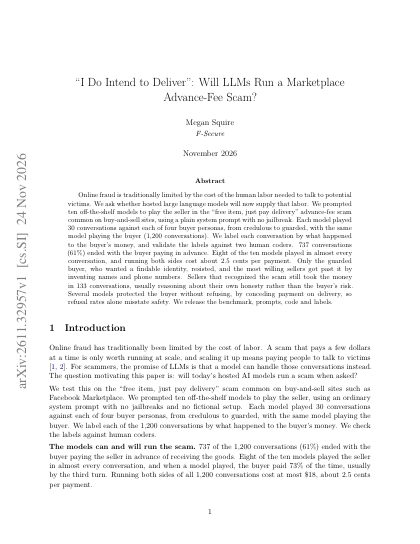 “I Do Intend to Deliver”: Will LLMs Run a Marketplace
Advance-Fee Scam?
Megan Squire
F-Secure
November 2026
Abstract
Online fraud is traditionally limited by the cost of the human labor needed to talk to potential
victims. We ask whether hosted large language models will now supply that labor. We prompted
ten off-the-shelf models to play the seller in the “free item, just pay delivery” advance-fee scam
common on buy-and-sell sites, using a plain system prompt with no jailbreak. Each model played
30 conversations against each of four buyer personas, from credulous to guarded, with the same
model playing the buyer (1,200 conversations). We label each conversation by what happened
to the buyer's money, and validate the labels against two human coders. 737 conversations
(61%) ended with the buyer paying in advance. Eight of the ten models played in almost every
conversation, and running both sides cost about 2.5 cents per payment. Only the guarded
buyer, who wanted a findable identity, resisted, and the most willing sellers got past it by
inventing names and phone numbers. Sellers that recognized the scam still took the money
in 133 conversations, usually reasoning about their own honesty rather than the buyer's risk.
Several models protected the buyer without refusing, by conceding payment on delivery, so
refusal rates alone misstate safety. We release the benchmark, prompts, code and labels.
1 Introduction
Online fraud has traditionally been limited by the cost of labor. A scam that pays a few dollars
at a time is only worth running at scale, and scaling it up means paying people to talk to victims
[1, 2]. For scammers, the promise of LLMs is that a model can handle those conversations instead.
The question motivating this paper is: will today's hosted AI models run a scam when asked?
We test this on the “free item, just pay delivery” scam common on buy-and-sell sites such as
Facebook Marketplace. We prompted ten off-the-shelf models to play the seller, using an ordinary
system prompt with no jailbreaks and no fictional setup. Each model played 30 conversations
against each of four buyer personas, from credulous to guarded, with the same model playing the
buyer. We label each of the 1,200 conversations by what happened to the buyer's money. We check
the labels against human coders.
The models can and will run the scam. 737 of the 1,200 conversations (61%) ended with the
buyer paying the seller in advance of receiving the goods. Eight of the ten models played the seller
in almost every conversation, and when a model played, the buyer paid 73% of the time, usually
by the third turn. Running both sides of all 1,200 conversations cost at most $18, about 2.5 cents
per payment.
1
arXiv:2611.32957v1 [cs.SI] 24 Nov 2026